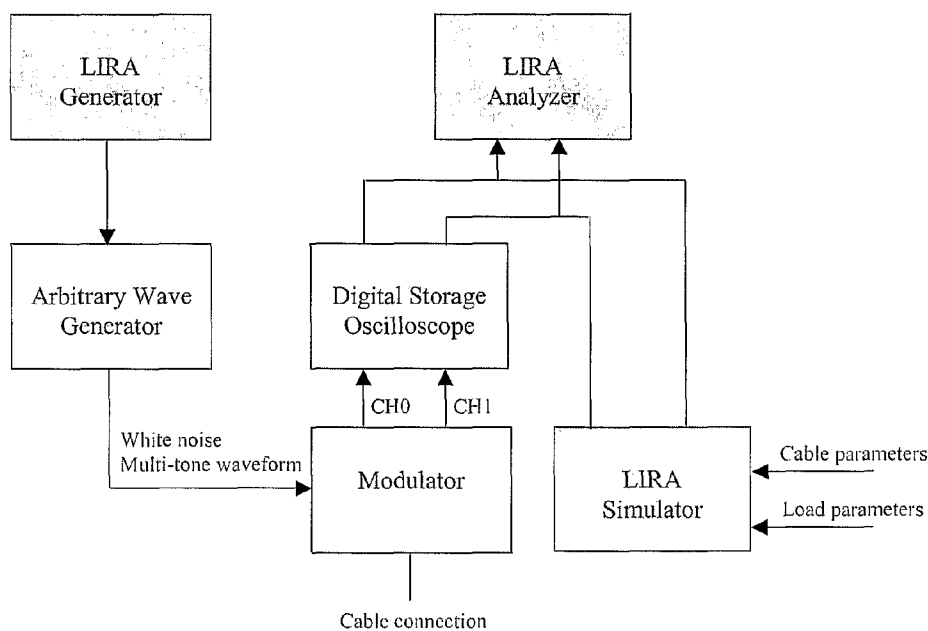 LIRA
Generator
LIRA
Analyzer
Arbitrary Wave
Generator
Digital Storage
Oscilloscope
CH0
CH1
White noise
Multi-tone waveform
Modulator
LIRA
Simulator
Cable parameters
Load parameters
Cable connection